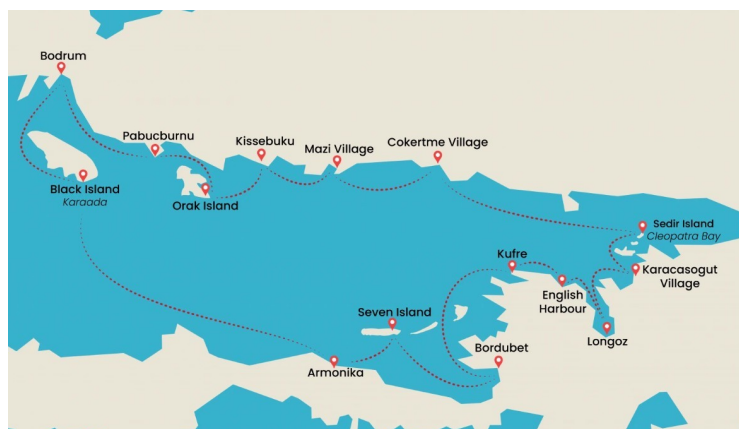 Bodrum
Pabucburnu
Kissebuku
Mazi Village
Cokertme Village
Black Island
Karaada
Orak Island
Sedir Island
Cleopatra Bay
Kufre
Karacasogut
Village
English
Harbour
Seven Island
Longoz
Bordubet
Armonika